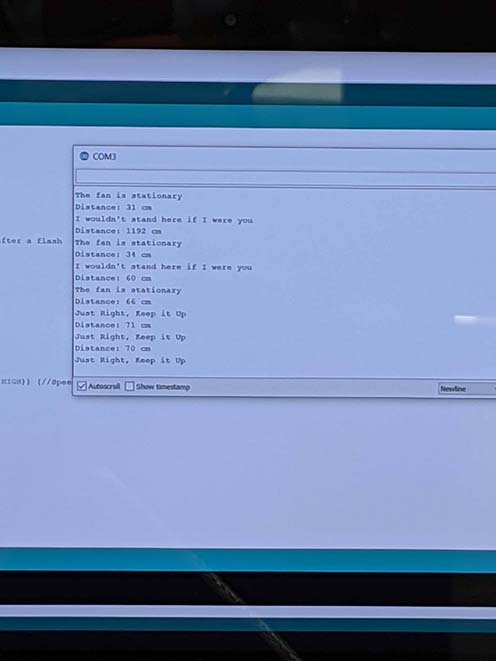 COM3
The fan is stationary
Distance: 31 cm
I wouldn't stand here if I were you
Distance: 1192 cm
after a flash
The fan is stationary
Distance: 34 cm
I wouldn't stand here if I were you
Distance: 60 cm
The fan is stationary
Distance: 66 cm
Just Right, Keep it Up
Distance: 71 cm
Just Right, Keep it Up
Distance: 70 cm
Just Right, Keep it Up
HIGH)) {//Spee
Autoscroll Show timestamp Newline